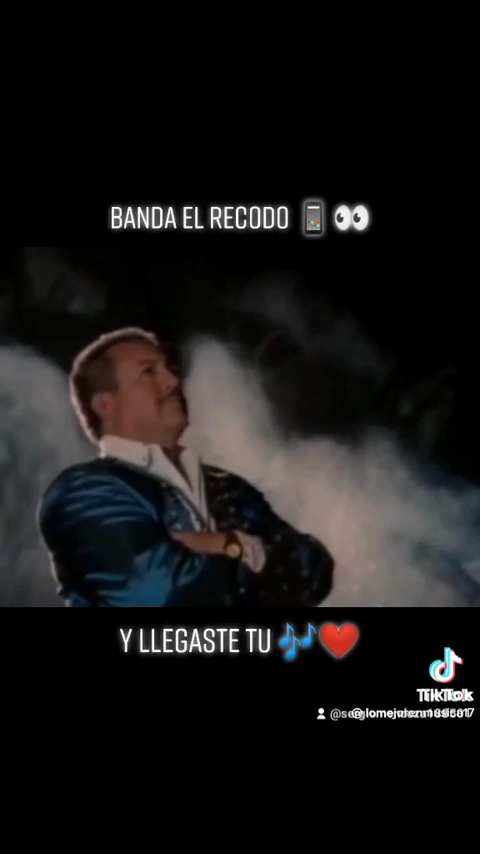 BANDA EL RECODO 📱👀
Y LLEGASTE TU 🎶❤️
TikTok